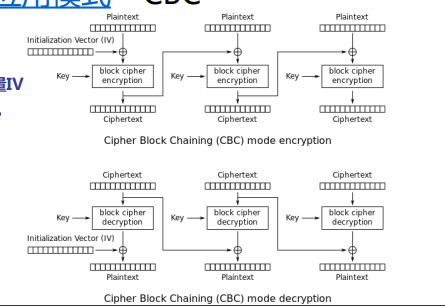 应用模式 CBC
Plaintext Plaintext Plaintext
Initialization Vector (IV)
量IV
Key block cipher encryption Key block cipher encryption Key block cipher encryption
Ciphertext Ciphertext Ciphertext
Cipher Block Chaining (CBC) mode encryption
Ciphertext Ciphertext Ciphertext
Key block cipher decryption Key block cipher decryption Key block cipher decryption
Initialization Vector (IV)
Plaintext Plaintext Plaintext
Cipher Block Chaining (CBC) mode decryption